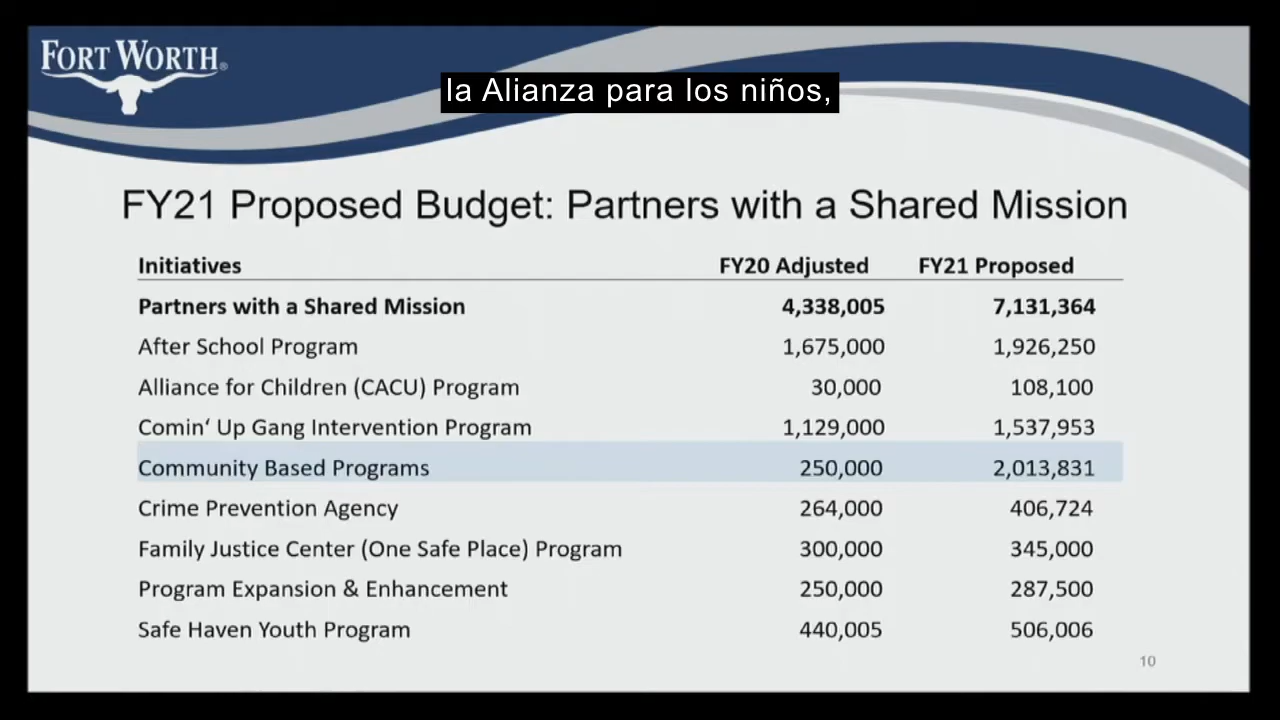 FORT WORTH®
la Alianza para los niños,
FY21 Proposed Budget: Partners with a Shared Mission
Initiatives FY20 Adjusted FY21 Proposed
Partners with a Shared Mission 4,338,005 7,131,364
After School Program 1,675,000 1,926,250
Alliance for Children (CACU) Program 30,000 108,100
Comin‘ Up Gang Intervention Program 1,129,000 1,537,953
Community Based Programs 250,000 2,013,831
Crime Prevention Agency 264,000 406,724
Family Justice Center (One Safe Place) Program 300,000 345,000
Program Expansion & Enhancement 250,000 287,500
Safe Haven Youth Program 440,005 506,006
10